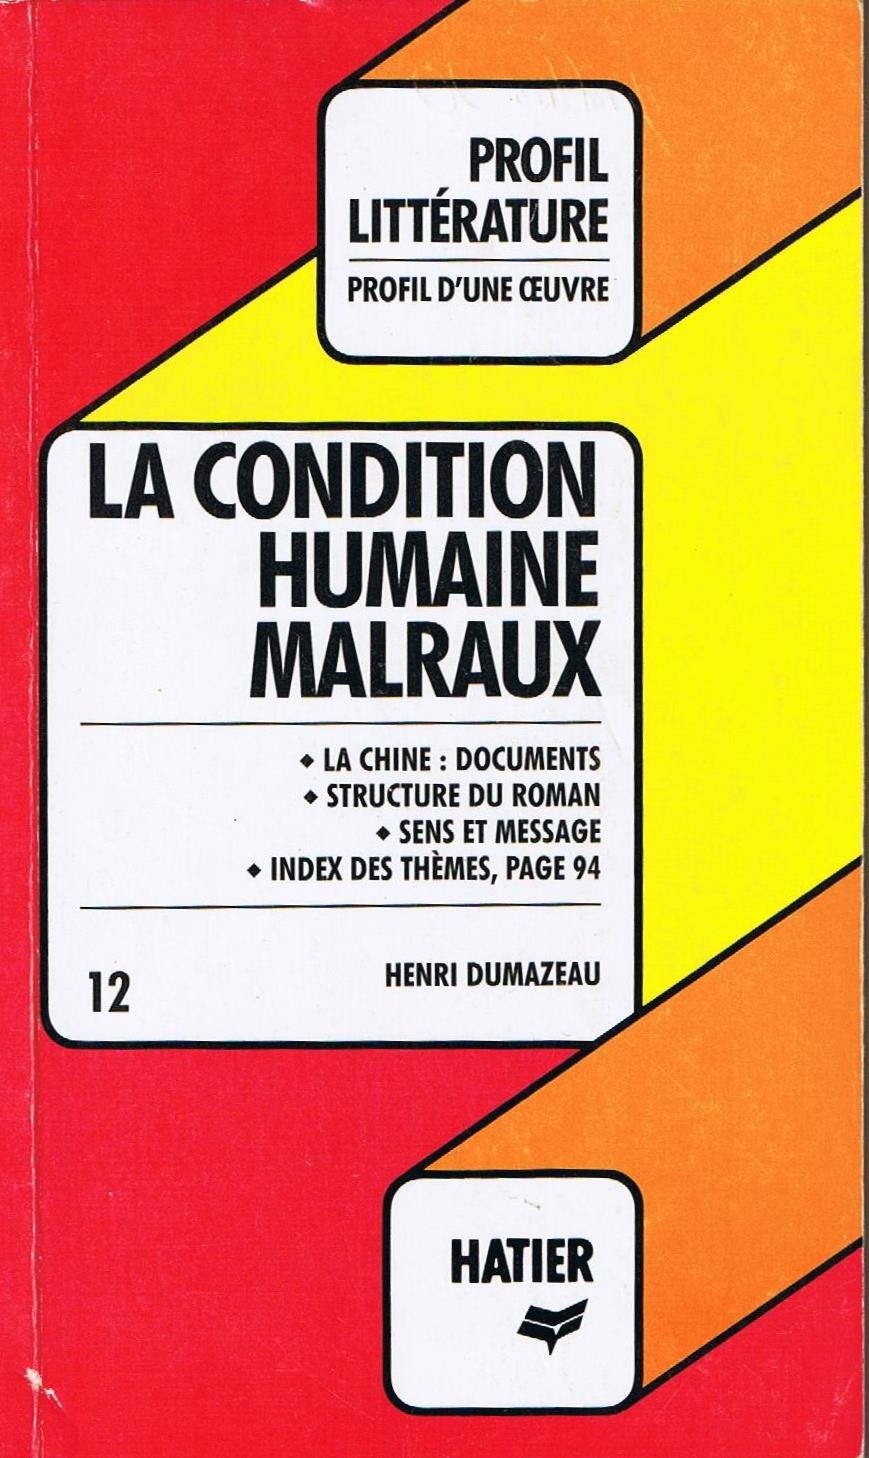 PROFIL
LITTÉRATURE
PROFIL D'UNE ŒUVRE
LA CONDITION
HUMAINE
MALRAUX
◆ LA CHINE : DOCUMENTS
◆ STRUCTURE DU ROMAN
◆ SENS ET MESSAGE
◆ INDEX DES THÈMES, PAGE 94
12
HENRI DUMAZEAU
HATIER